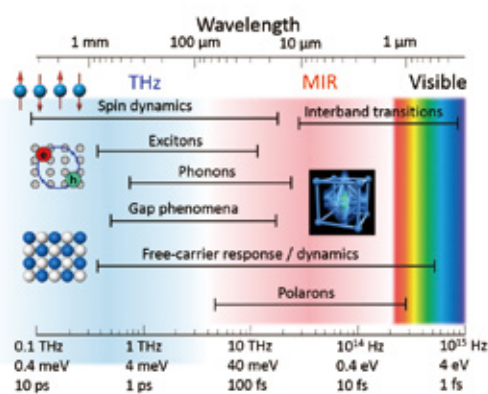 Wavelength
1 mm 100 μm 10 μm 1 μm
THz MIR Visible
Spin dynamics
Interband transitions
Excitons
e
Phonons
h
Gap phenomena
Free-carrier response / dynamics
Polarons
0.1 THz 1 THz 10 THz 10¹⁴ Hz 10¹⁵ Hz
0.4 meV 4 meV 40 meV 0.4 eV 4 eV
10 ps 1 ps 100 fs 10 fs 1 fs